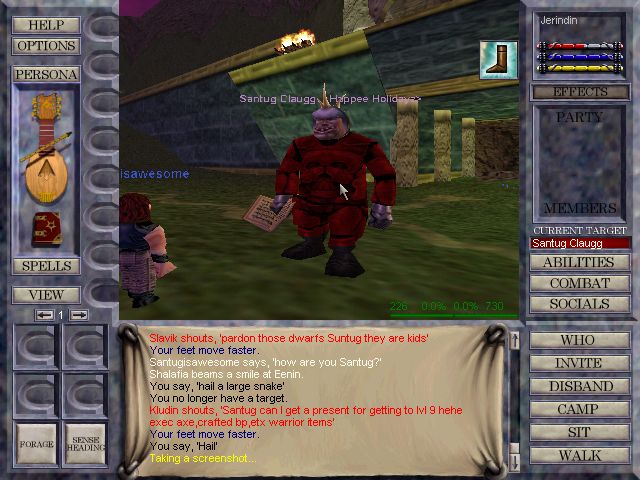 HELP
OPTIONS
PERSONA
SPELLS
VIEW
1
FORAGE
SENSE
HEADING
Santug Claugg
Happee Holidayz
isawesome
226 0.0% 0.0% 730
Slavik shouts, 'pardon those dwarfs Suntug they are kids'
Your feet move faster.
Santugisawesome says, 'how are you Santug?'
Shalafia beams a smile at Eenin.
You say, 'hail a large snake'
You no longer have a target.
Kludin shouts, 'Santug can I get a present for getting to lvl 9 hehe
exec axe,crafted bp,etx warrior items'
Your feet move faster.
You say, 'Hail'
Taking a screenshot...
Jerindin
EFFECTS
PARTY
MEMBERS
CURRENT TARGET
Santug Claugg
ABILITIES
COMBAT
SOCIALS
WHO
INVITE
DISBAND
CAMP
SIT
WALK